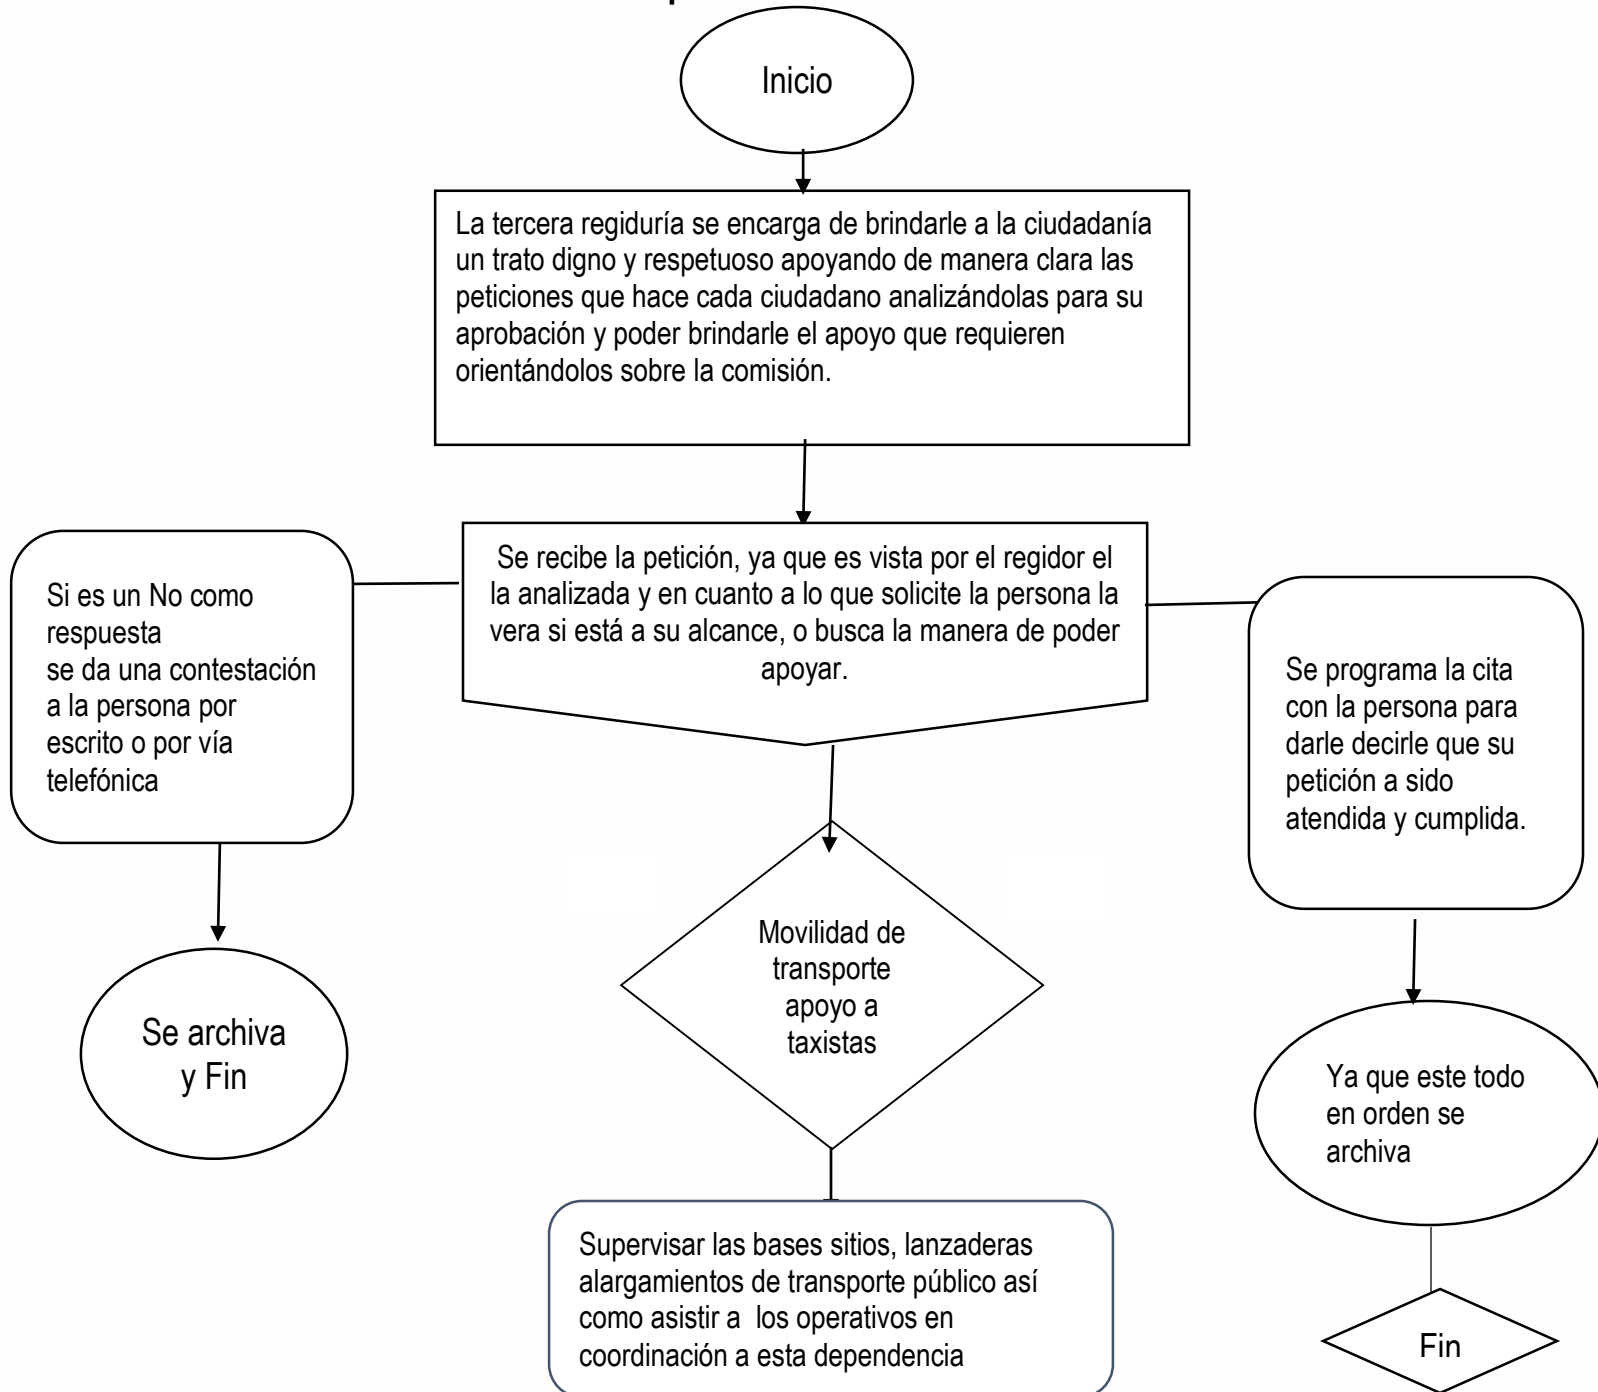 Inicio
La tercera regiduría se encarga de brindarle a la ciudadanía
un trato digno y respetuoso apoyando de manera clara las
peticiones que hace cada ciudadano analizándolas para su
aprobación y poder brindarle el apoyo que requieren
orientándolos sobre la comisión.
Se recibe la petición, ya que es vista por el regidor el
la analizada y en cuanto a lo que solicite la persona la
vera si está a su alcance, o busca la manera de poder
apoyar.
Si es un No como
respuesta
se da una contestación
a la persona por
escrito o por vía
telefónica
Se programa la cita
con la persona para
darle decirle que su
petición a sido
atendida y cumplida.
Movilidad de
transporte
apoyo a
taxistas
Se archiva
y Fin
Ya que este todo
en orden se
archiva
Supervisar las bases sitios, lanzaderas
alargamientos de transporte público así
como asistir a  los operativos en
coordinación a esta dependencia
Fin